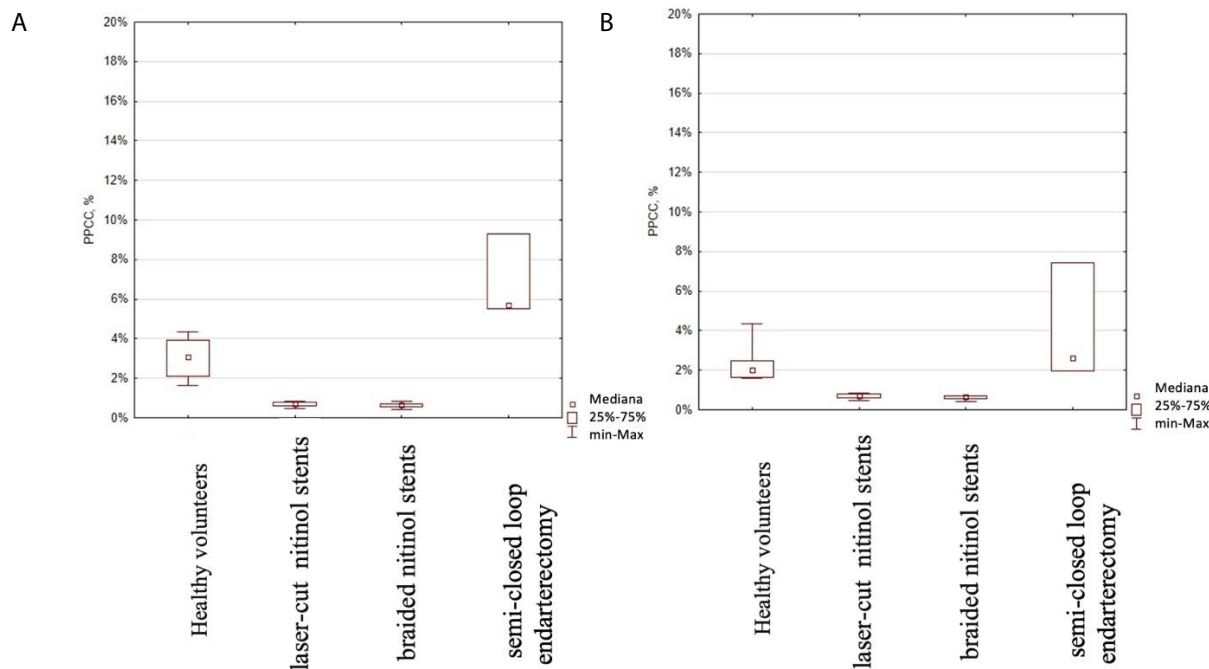 A
20%
18%
16%
14%
12%
10%
8%
6%
4%
2%
0%
PPCC, %
Healthy volunteers
laser-cut nitinol stents
braided nitinol stents
semi-closed loop
endarterectomy
Mediana
25%-75%
min-Max
B
20%
18%
16%
14%
12%
10%
8%
6%
4%
2%
0%
PPCC, %
Healthy volunteers
laser-cut nitinol stents
braided nitinol stents
semi-closed loop
endarterectomy
Mediana
25%-75%
min-Max